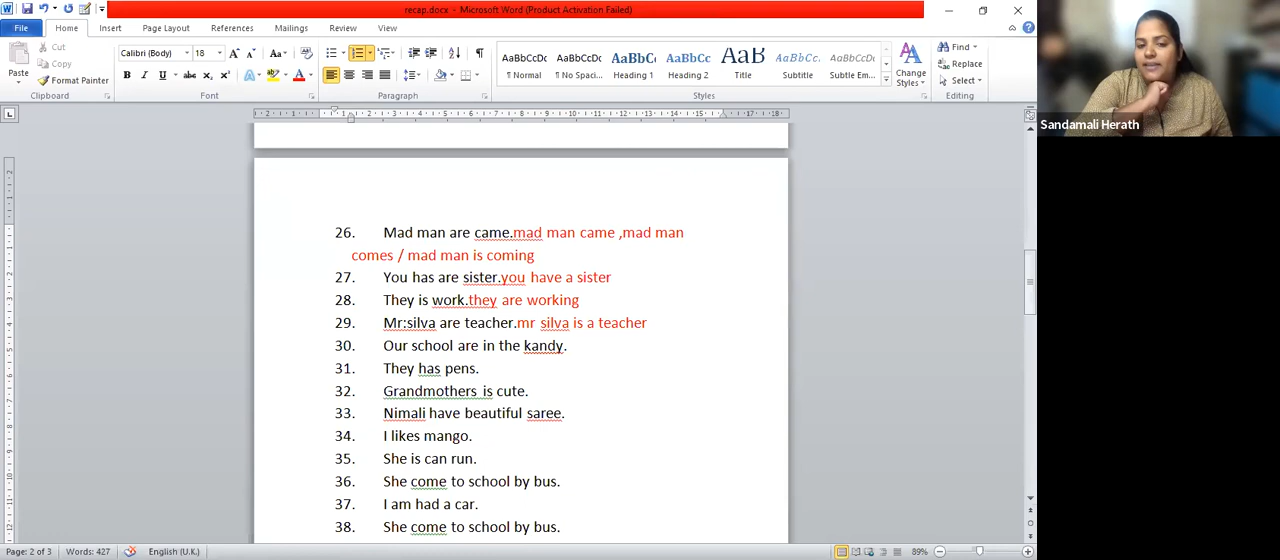 recap.docx - Microsoft Word (Product Activation Failed)
File Home Insert Page Layout References Mailings Review View
Cut
Copy
Format Painter
Paste
Clipboard
Calibri (Body) 18
Font
Paragraph
AaBbCcDc AaBbCcDc AaBbCc AaBbCc AaB AaBbCc. AaBbCcDc
¶ Normal ¶ No Spaci... Heading 1 Heading 2 Title Subtitle Subtle Em...
Styles
Change Styles
Find
Replace
Select
Editing
Sandamali Herath
26. Mad man are came.mad man came ,mad man
comes / mad man is coming
27. You has are sister.you have a sister
28. They is work.they are working
29. Mr:silva are teacher.mr silva is a teacher
30. Our school are in the kandy.
31. They has pens.
32. Grandmothers is cute.
33. Nimali have beautiful saree.
34. I likes mango.
35. She is can run.
36. She come to school by bus.
37. I am had a car.
38. She come to school by bus.
Page: 2 of 3 Words: 427 English (U.K.) 89%